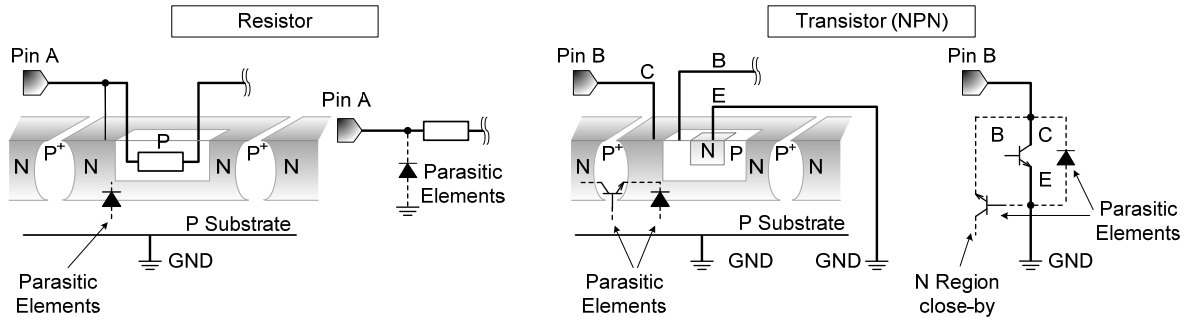 Resistor
Transistor (NPN)
Pin A
Pin B
Pin B
C
B
E
Pin A
P
N
P+
N
N
P+
N
Parasitic
Elements
P Substrate
GND
Parasitic
Elements
N
P+
N
N
P
P+
N
P Substrate
GND
GND
Parasitic
Elements
B
C
E
Parasitic
Elements
GND
N Region
close-by